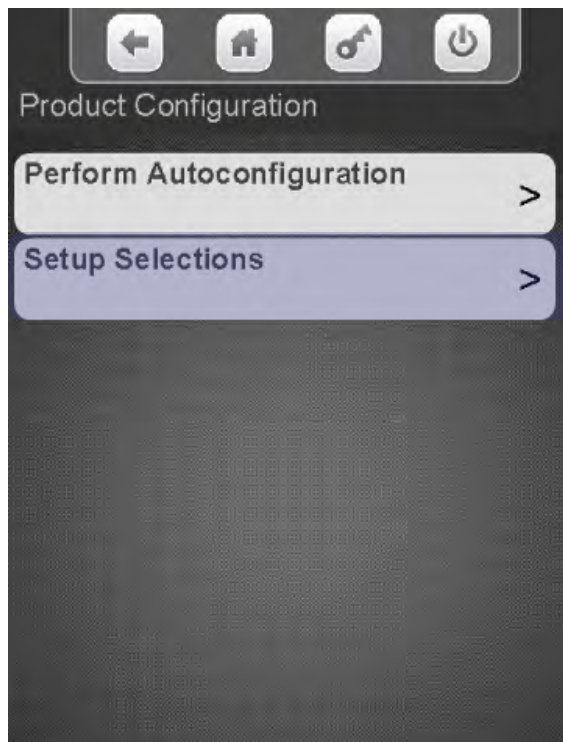 Product Configuration
Perform Autoconfiguration
>
Setup Selections
>